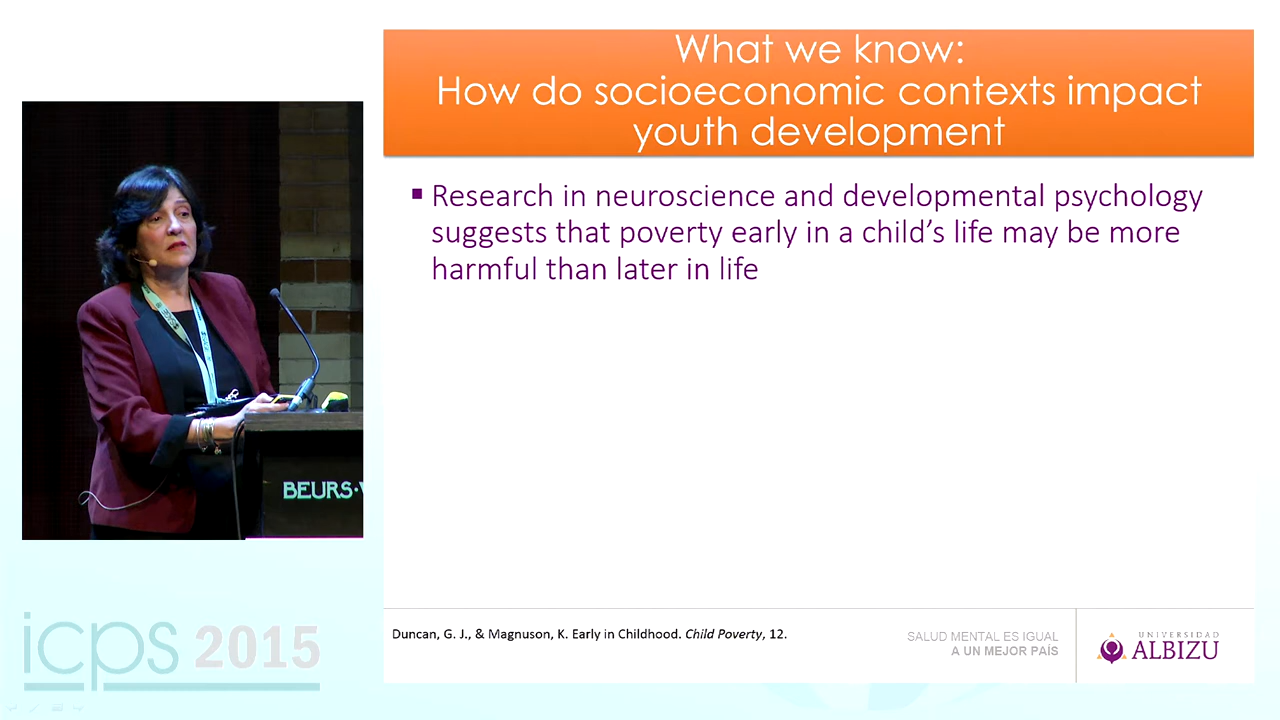 What we know:
How do socioeconomic contexts impact
youth development
▪ Research in neuroscience and developmental psychology
suggests that poverty early in a child’s life may be more
harmful than later in life
BEURS·
Duncan, G. J., & Magnuson, K. Early in Childhood. Child Poverty, 12.
SALUD MENTAL ES IGUAL
A UN MEJOR PAÍS
UNIVERSIDAD
ALBIZU
icps 2015